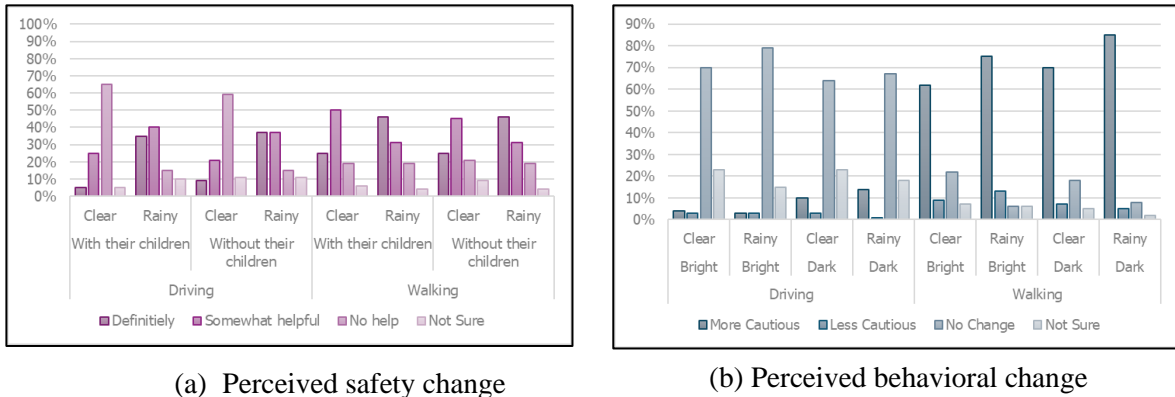 100%
90%
80%
70%
60%
50%
40%
30%
20%
10%
0%
Clear Rainy Clear Rainy Clear Rainy Clear Rainy
With their children Without their children With their children Without their children
Driving Walking
Definitiely Somewhat helpful No help Not Sure
(a) Perceived safety change
90%
80%
70%
60%
50%
40%
30%
20%
10%
0%
Clear Rainy Clear Rainy Clear Rainy Clear Rainy
Bright Bright Dark Dark Bright Bright Dark Dark
Driving Walking
More Cautious Less Cautious No Change Not Sure
(b) Perceived behavioral change